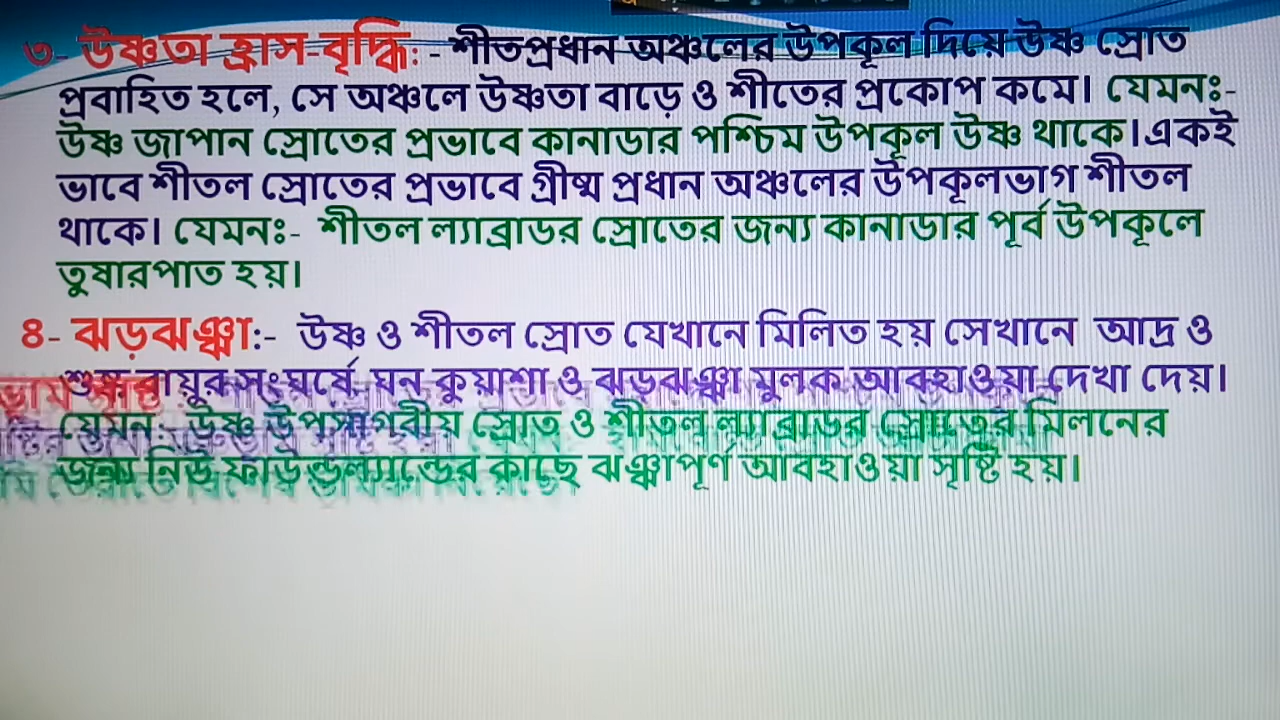 ৩- উষ্ণতা হ্রাস-বৃদ্ধি: - শীতপ্রধান অঞ্চলের উপকূল দিয়ে উষ্ণ স্রোত
প্রবাহিত হলে, সে অঞ্চলে উষ্ণতা বাড়ে ও শীতের প্রকোপ কমে। যেমনঃ-
উষ্ণ জাপান স্রোতের প্রভাবে কানাডার পশ্চিম উপকূল উষ্ণ থাকে।একই
ভাবে শীতল স্রোতের প্রভাবে গ্রীষ্ম প্রধান অঞ্চলের উপকূলভাগ শীতল
থাকে। যেমনঃ- শীতল ল্যাব্রাডর স্রোতের জন্য কানাডার পূর্ব উপকূলে
তুষারপাত হয়।
৪- ঝড়ঝঞ্ঝা:- উষ্ণ ও শীতল স্রোত যেখানে মিলিত হয় সেখানে আদ্র ও
শুষ্ক বায়ুর সংঘর্ষে ঘন কুয়াশা ও ঝড়ঝঞ্ঝা মুলক আবহাওয়া দেখা দেয়।
যেমন: উষ্ণ উপসাগরীয় স্রোত ও শীতল ল্যাব্রাডর স্রোতের মিলনের
জন্য নিউ ফাউন্ডল্যান্ডের কাছে ঝঞ্ঝাপূর্ণ আবহাওয়া সৃষ্টি হয়।